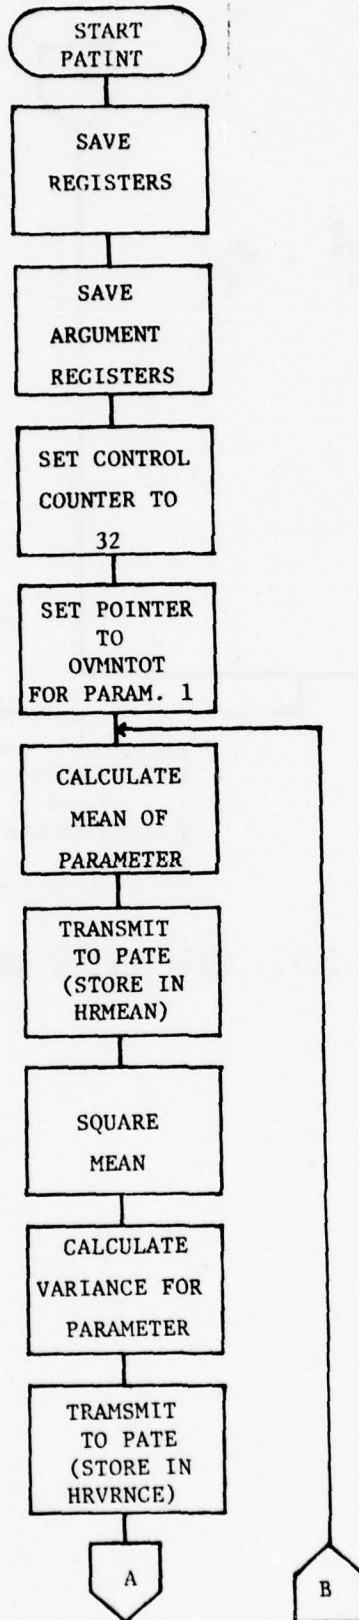 START
PATINT
SAVE
REGISTERS
SAVE
ARGUMENT
REGISTERS
SET CONTROL
COUNTER TO
32
SET POINTER
TO
OVMNTOT
FOR PARAM. 1
CALCULATE
MEAN OF
PARAMETER
TRANSMIT
TO PATE
(STORE IN
HRMEAN)
SQUARE
MEAN
CALCULATE
VARIANCE FOR
PARAMETER
TRAMSMIT
TO PATE
(STORE IN
HRVRNCE)
A
B